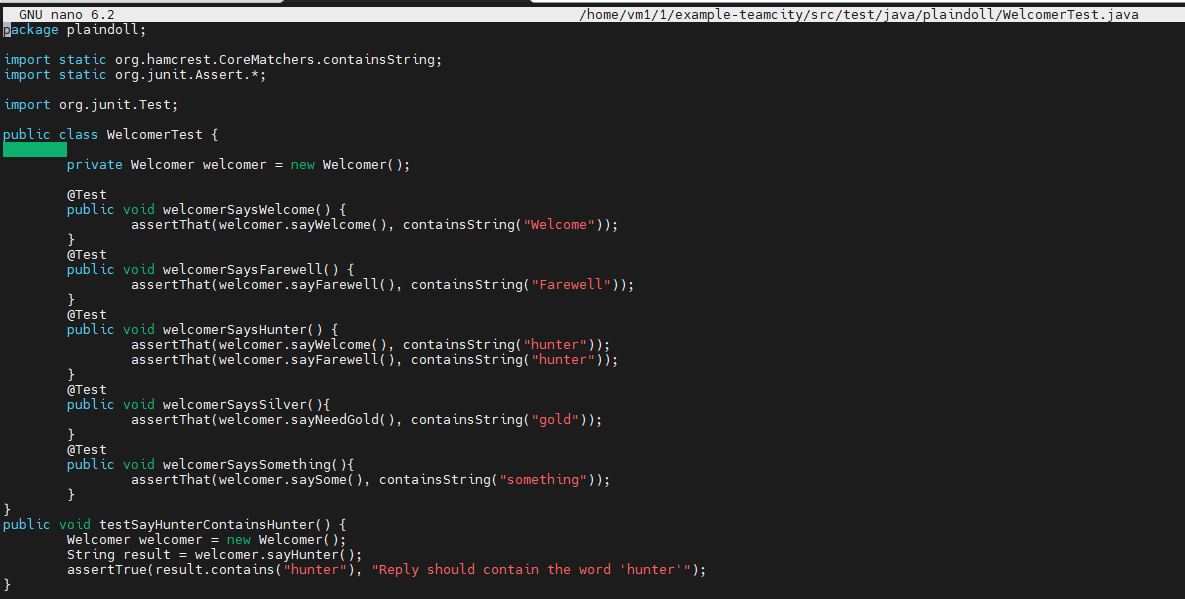 GNU nano 6.2 /home/vm1/1/example-teamcity/src/test/java/plaindoll/WelcomerTest.java
package plaindoll;

import static org.hamcrest.CoreMatchers.containsString;
import static org.junit.Assert.*;

import org.junit.Test;

public class WelcomerTest {

        private Welcomer welcomer = new Welcomer();

        @Test
        public void welcomerSaysWelcome() {
                assertThat(welcomer.sayWelcome(), containsString("Welcome"));
        }
        @Test
        public void welcomerSaysFarewell() {
                assertThat(welcomer.sayFarewell(), containsString("Farewell"));
        }
        @Test
        public void welcomerSaysHunter() {
                assertThat(welcomer.sayWelcome(), containsString("hunter"));
                assertThat(welcomer.sayFarewell(), containsString("hunter"));
        }
        @Test
        public void welcomerSaysSilver(){
                assertThat(welcomer.sayNeedGold(), containsString("gold"));
        }
        @Test
        public void welcomerSaysSomething(){
                assertThat(welcomer.saySome(), containsString("something"));
        }
}
public void testSayHunterContainsHunter() {
        Welcomer welcomer = new Welcomer();
        String result = welcomer.sayHunter();
        assertTrue(result.contains("hunter"), "Reply should contain the word 'hunter'");
}